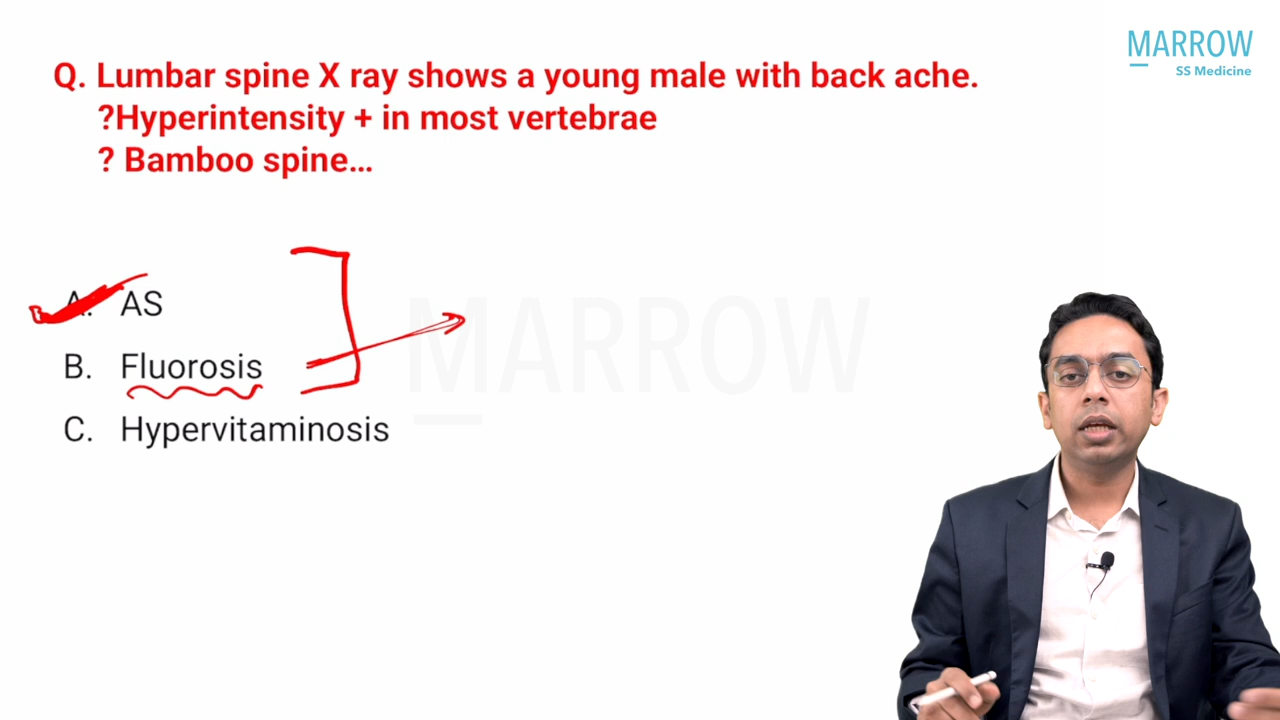 MARROW
SS Medicine
Q. Lumbar spine X ray shows a young male with back ache.
?Hyperintensity + in most vertebrae
? Bamboo spine...
A. AS
B. Fluorosis
C. Hypervitaminosis
MARROW